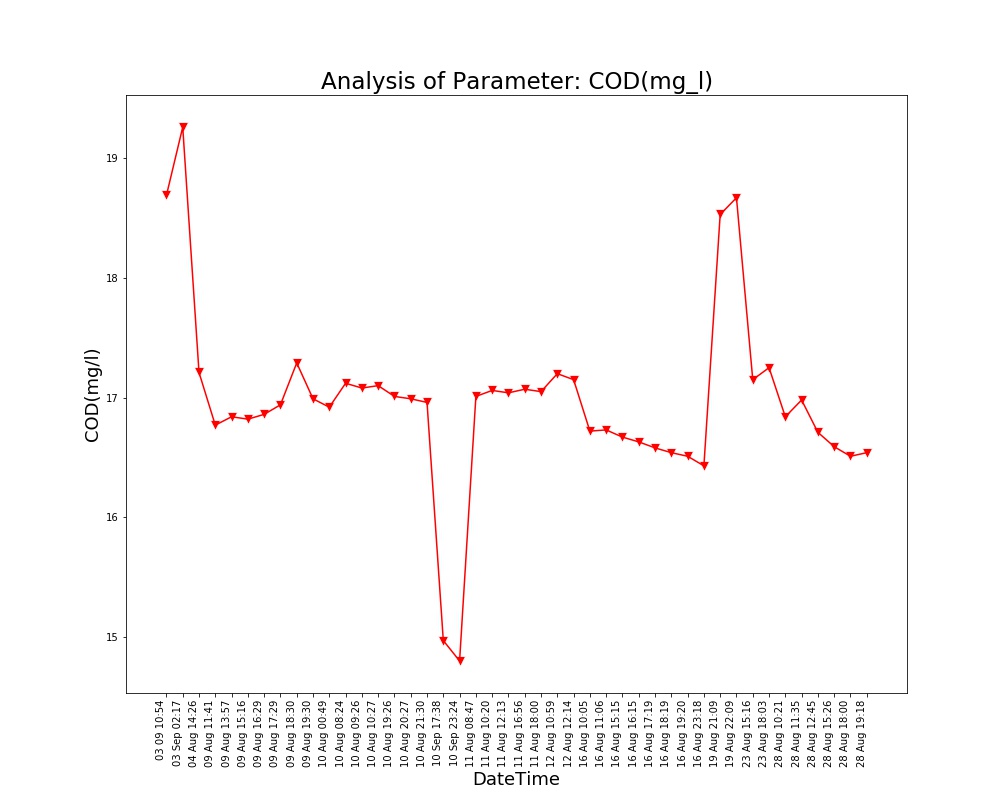 Analysis of Parameter: COD(mg_l)
COD(mg/l)
19
18
17
16
15
03 09 10:54
03 Sep 02:17
04 Aug 14:26
09 Aug 11:41
09 Aug 13:57
09 Aug 15:16
09 Aug 16:29
09 Aug 17:29
09 Aug 18:30
09 Aug 19:30
10 Aug 00:49
10 Aug 08:24
10 Aug 09:26
10 Aug 10:27
10 Aug 19:26
10 Aug 20:27
10 Aug 21:30
10 Sep 17:38
10 Sep 23:24
11 Aug 08:47
11 Aug 10:20
11 Aug 12:13
11 Aug 16:56
11 Aug 18:00
12 Aug 10:59
12 Aug 12:14
16 Aug 10:05
16 Aug 11:06
16 Aug 15:15
16 Aug 16:15
16 Aug 17:19
16 Aug 18:19
16 Aug 19:20
16 Aug 23:18
19 Aug 21:09
19 Aug 22:09
23 Aug 15:16
23 Aug 18:03
28 Aug 10:21
28 Aug 11:35
28 Aug 12:45
28 Aug 15:26
28 Aug 18:00
28 Aug 19:18
DateTime